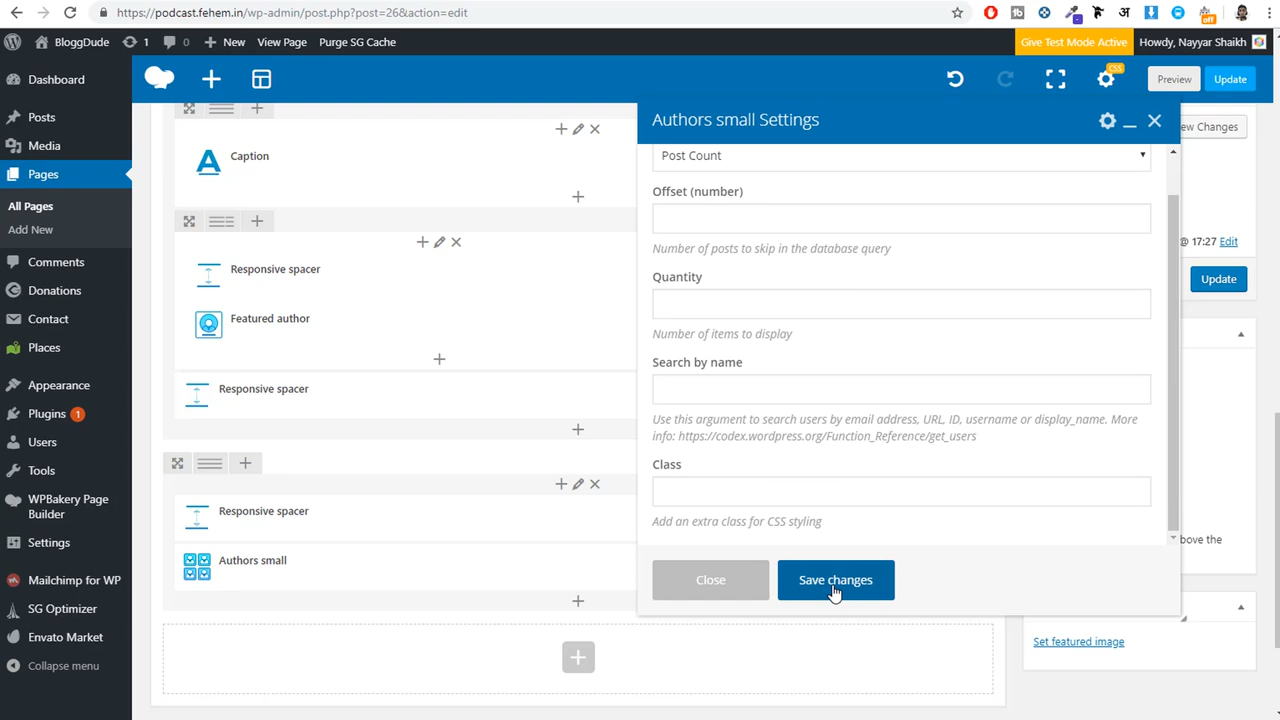 https://podcast.fehem.in/wp-admin/post.php?post=26&action=edit
अ
off
BloggDude
1
0
New
View Page
Purge SG Cache
Give Test Mode Active
Howdy, Nayyar Shaikh
Dashboard
Posts
Media
Pages
All Pages
Add New
Comments
Donations
Contact
Places
Appearance
Plugins 1
Users
Tools
WPBakery Page
Builder
Settings
Mailchimp for WP
SG Optimizer
Envato Market
Collapse menu
CSS
Preview
Update
A
Caption
Responsive spacer
Featured author
Responsive spacer
Responsive spacer
Authors small
Authors small Settings
Post Count
Offset (number)
Number of posts to skip in the database query
Quantity
Number of items to display
Search by name
Use this argument to search users by email address, URL, ID, username or display_name. More
info: https://codex.wordpress.org/Function_Reference/get_users
Class
Add an extra class for CSS styling
Close
Save changes
ew Changes
@ 17:27 Edit
Update
bove the
Set featured image